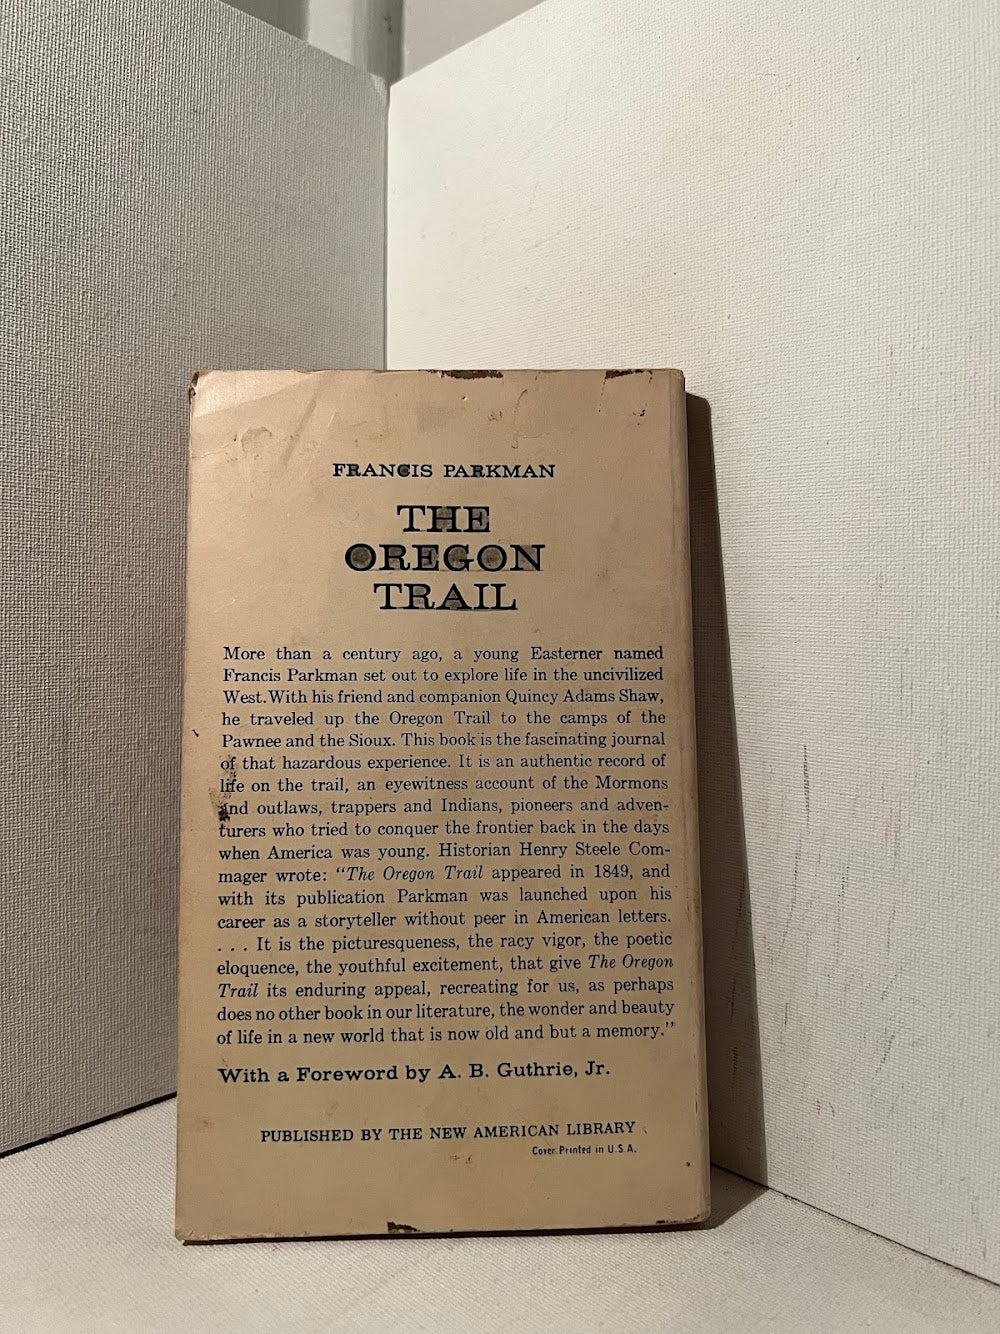 FRANCIS PARKMAN
THE
OREGON
TRAIL
More than a century ago, a young Easterner named
Francis Parkman set out to explore life in the uncivilized
West. With his friend and companion Quincy Adams Shaw,
he traveled up the Oregon Trail to the camps of the
Pawnee and the Sioux. This book is the fascinating journal
of that hazardous experience. It is an authentic record of
life on the trail, an eyewitness account of the Mormons
and outlaws, trappers and Indians, pioneers and adven-
turers who tried to conquer the frontier back in the days
when America was young. Historian Henry Steele Com-
mager wrote: "The Oregon Trail appeared in 1849, and
with its publication Parkman was launched upon his
career as a storyteller without peer in American letters.
. . . It is the picturesqueness, the racy vigor, the poetic
eloquence, the youthful excitement, that give The Oregon
Trail its enduring appeal, recreating for us, as perhaps
does no other book in our literature, the wonder and beauty
of life in a new world that is now old and but a memory."
With a Foreword by A. B. Guthrie, Jr.
PUBLISHED BY THE NEW AMERICAN LIBRARY
Cover Printed in U.S.A.